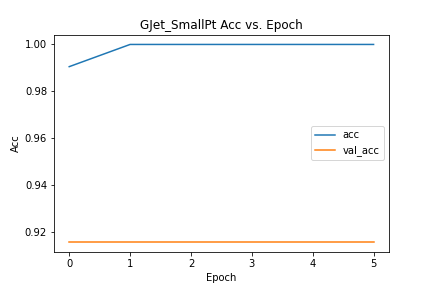 GJet_SmallPt Acc vs. Epoch
1.00
0.98
0.96
0.94
0.92
Acc
acc
val_acc
0 1 2 3 4 5
Epoch